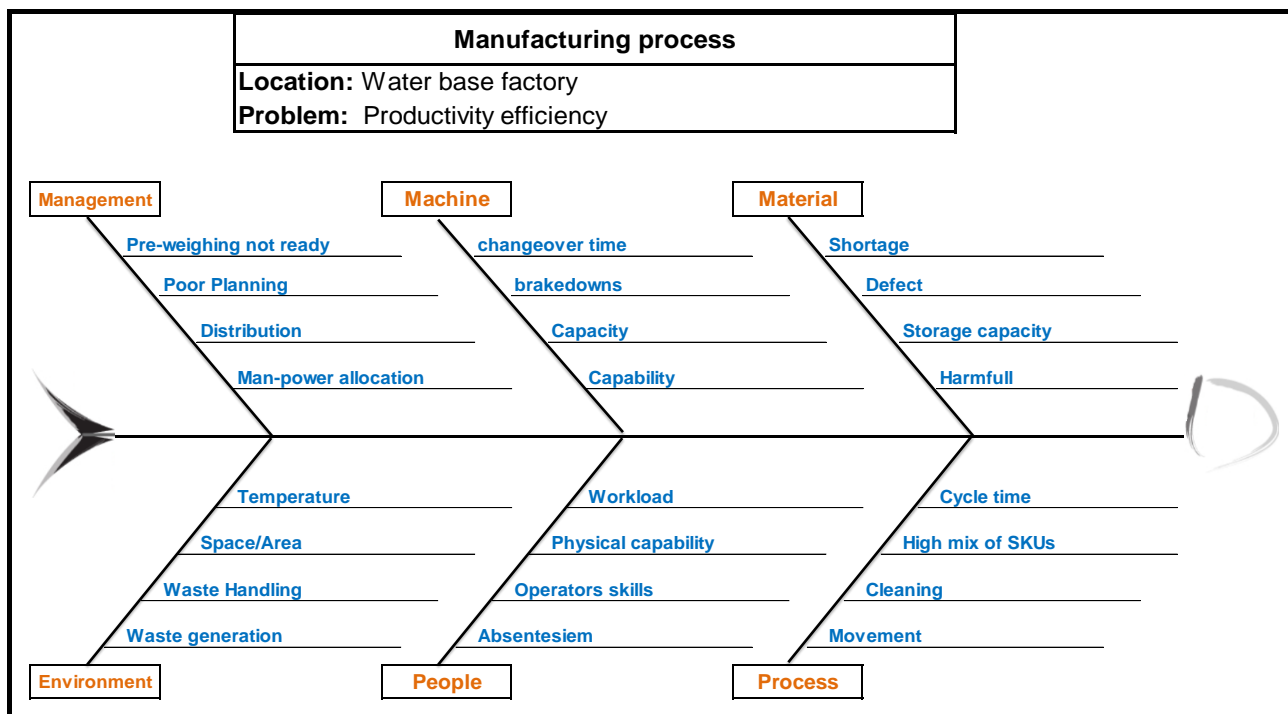 Manufacturing process
Location: Water base factory
Problem: Productivity efficiency
Management
Machine
Material
Pre-weighing not ready
changeover time
Shortage
Poor Planning
brakedowns
Defect
Distribution
Capacity
Storage capacity
Man-power allocation
Capability
Harmfull
Temperature
Workload
Cycle time
Space/Area
Physical capability
High mix of SKUs
Waste Handling
Operators skills
Cleaning
Waste generation
Absentesiem
Movement
Environment
People
Process